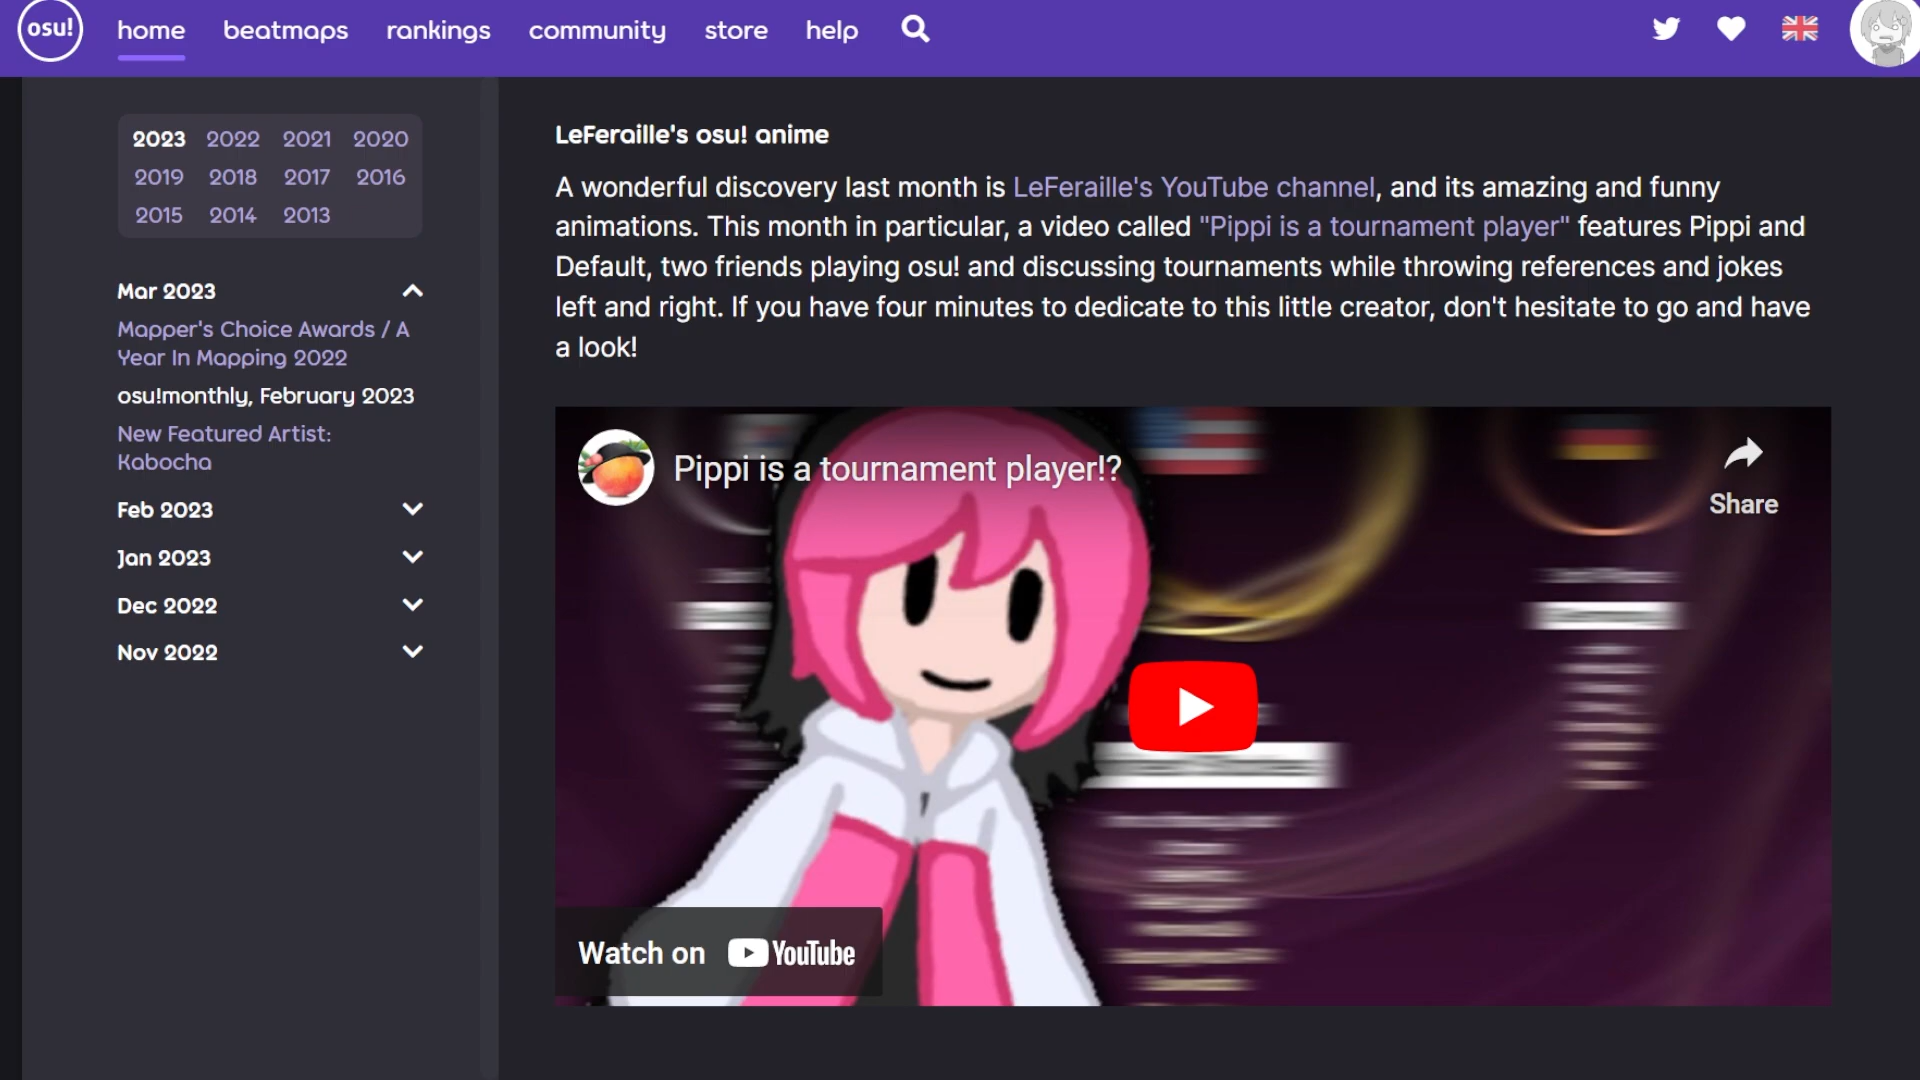 osu! home beatmaps rankings community store help
2023 2022 2021 2020
2019 2018 2017 2016
2015 2014 2013
Mar 2023
Mapper's Choice Awards / A
Year In Mapping 2022
osu!monthly, February 2023
New Featured Artist:
Kabocha
Feb 2023
Jan 2023
Dec 2022
Nov 2022
LeFeraille's osu! anime
A wonderful discovery last month is LeFeraille's YouTube channel, and its amazing and funny
animations. This month in particular, a video called "Pippi is a tournament player" features Pippi and
Default, two friends playing osu! and discussing tournaments while throwing references and jokes
left and right. If you have four minutes to dedicate to this little creator, don't hesitate to go and have
a look!
Pippi is a tournament player!?
Share
Watch on YouTube